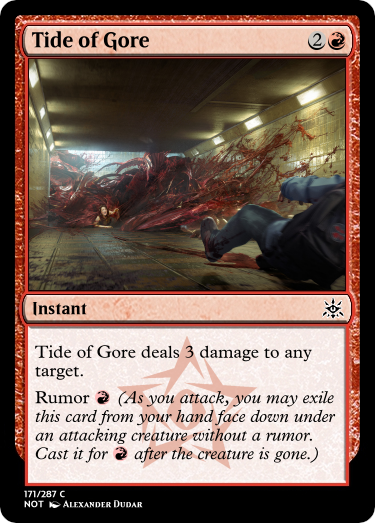 Tide of Gore 2
Instant
Tide of Gore deals 3 damage to any
target.
Rumor (As you attack, you may exile
this card from your hand face down under
an attacking creature without a rumor.
Cast it for after the creature is gone.)
171/287 C
NOT Alexander Dudar